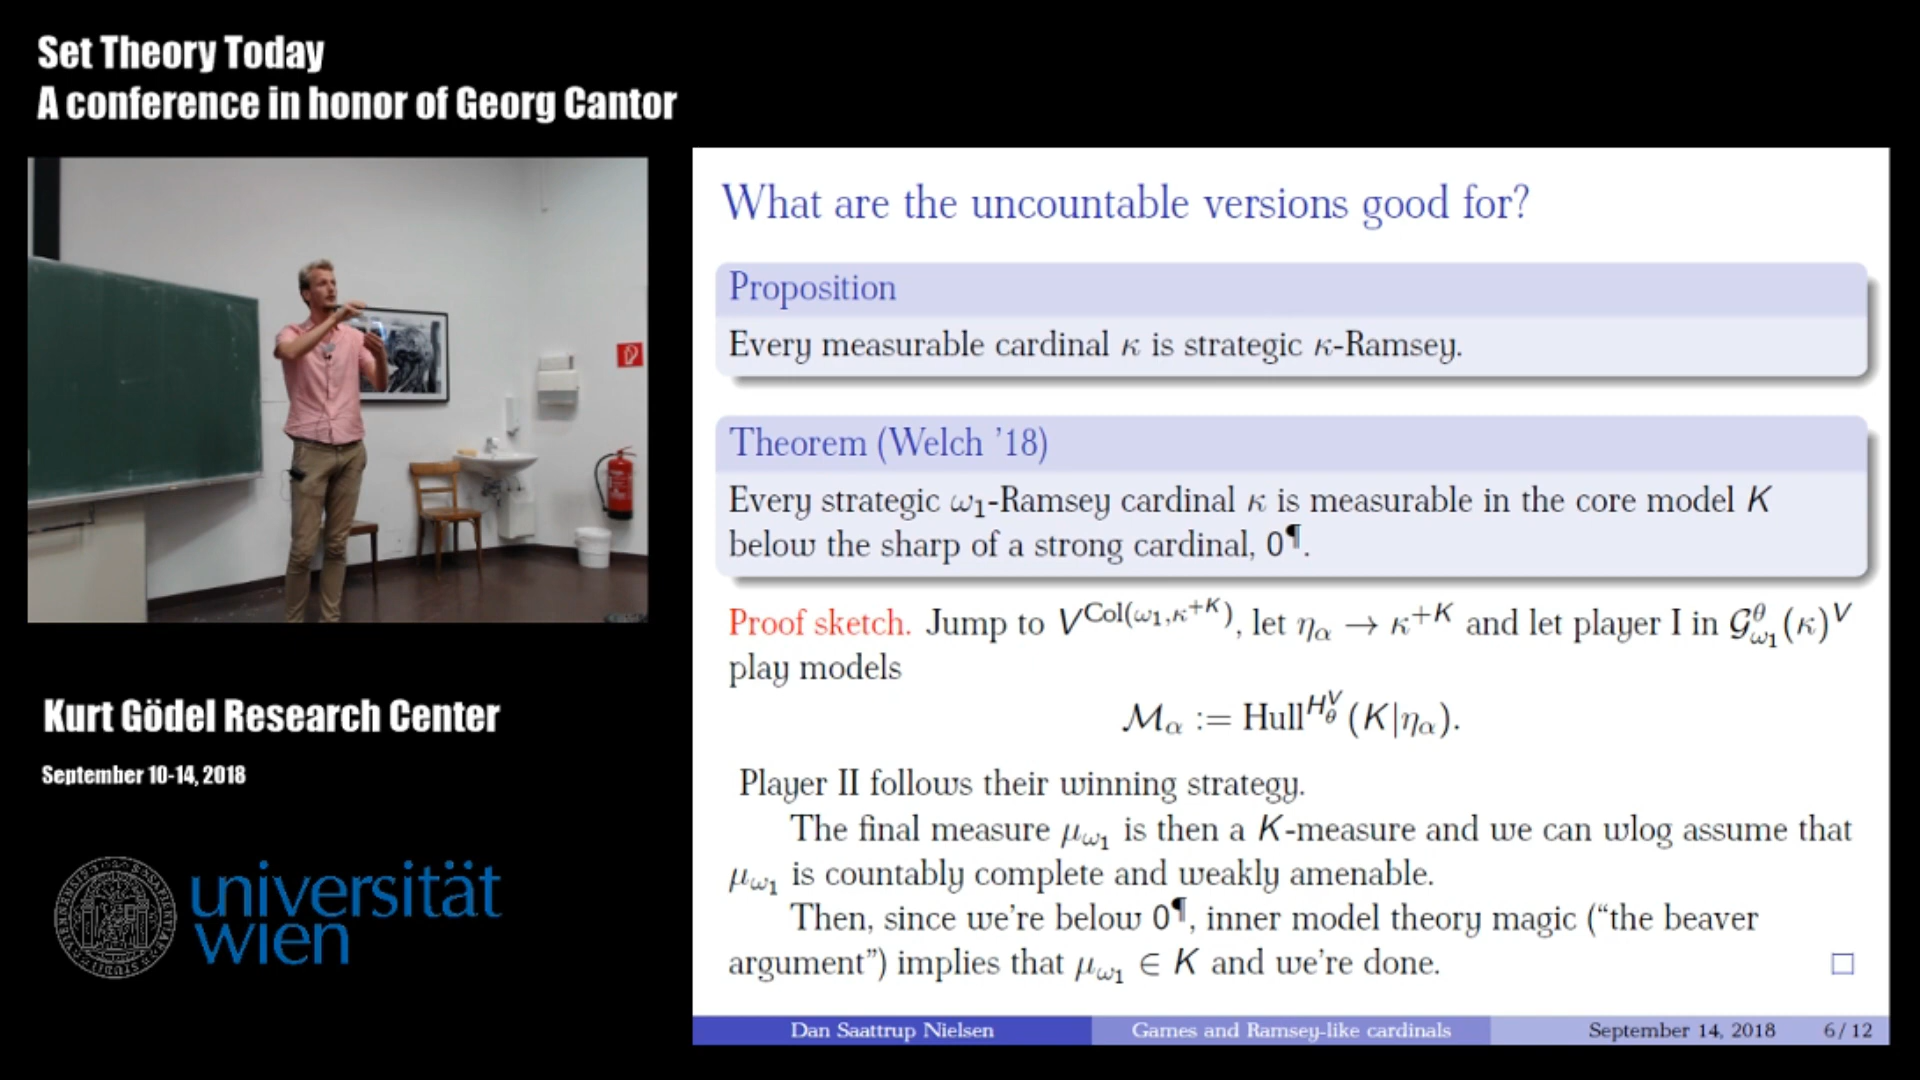 Set Theory Today
A conference in honor of Georg Cantor
What are the uncountable versions good for?
Proposition
Every measurable cardinal κ is strategic κ-Ramsey.
Theorem (Welch '18)
Every strategic ω₁-Ramsey cardinal κ is measurable in the core model K
below the sharp of a strong cardinal, 0^¶.
Proof sketch. Jump to V^{Col(ω₁,κ^{+K})}, let η_α → κ^{+K} and let player I in 𝒢^θ_{ω₁}(κ)^V
play models
ℳ_α := Hull^{H^V_θ}(K|η_α).
Player II follows their winning strategy.
The final measure μ_{ω₁} is then a K-measure and we can wlog assume that
μ_{ω₁} is countably complete and weakly amenable.
Then, since we're below 0^¶, inner model theory magic (“the beaver
argument”) implies that μ_{ω₁} ∈ K and we're done. □
Dan Saattrup Nielsen Games and Ramsey-like cardinals September 14, 2018 6 / 12
Kurt Gödel Research Center
September 10-14, 2018
universität
wien